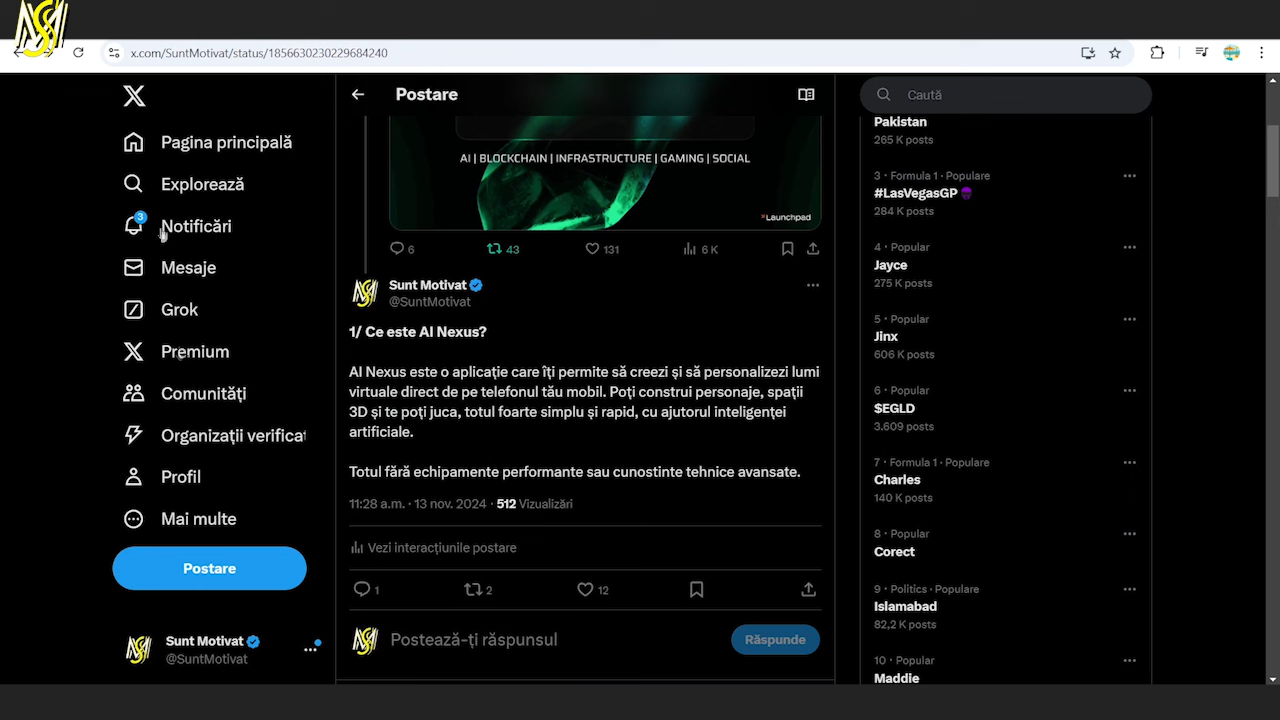 x.com/SuntMotivat/status/1856630230229684240
Pagina principală
Explorează
3
Notificări
Mesaje
Grok
Premium
Comunități
Organizații verificat
Profil
Mai multe
Postare
Sunt Motivat
@SuntMotivat
Postare
AI | BLOCKCHAIN | INFRASTRUCTURE | GAMING | SOCIAL
Launchpad
6 43 131 6 K
Sunt Motivat
@SuntMotivat
1/ Ce este AI Nexus?
AI Nexus este o aplicație care îți permite să creezi și să personalizezi lumi
virtuale direct de pe telefonul tău mobil. Poți construi personaje, spații
3D și te poți juca, totul foarte simplu și rapid, cu ajutorul inteligenței
artificiale.
Totul fără echipamente performante sau cunostinte tehnice avansate.
11:28 a.m. · 13 nov. 2024 · 512 Vizualizări
Vezi interacțiunile postare
1 2 12
Postează-ți răspunsul
Răspunde
Caută
Pakistan
265 K posts
3 · Formula 1 · Populare
#LasVegasGP
284 K posts
4 · Popular
Jayce
275 K posts
5 · Popular
Jinx
606 K posts
6 · Popular
$EGLD
3.609 posts
7 · Formula 1 · Populare
Charles
140 K posts
8 · Popular
Corect
9 · Politics · Populare
Islamabad
82,2 K posts
10 · Popular
Maddie